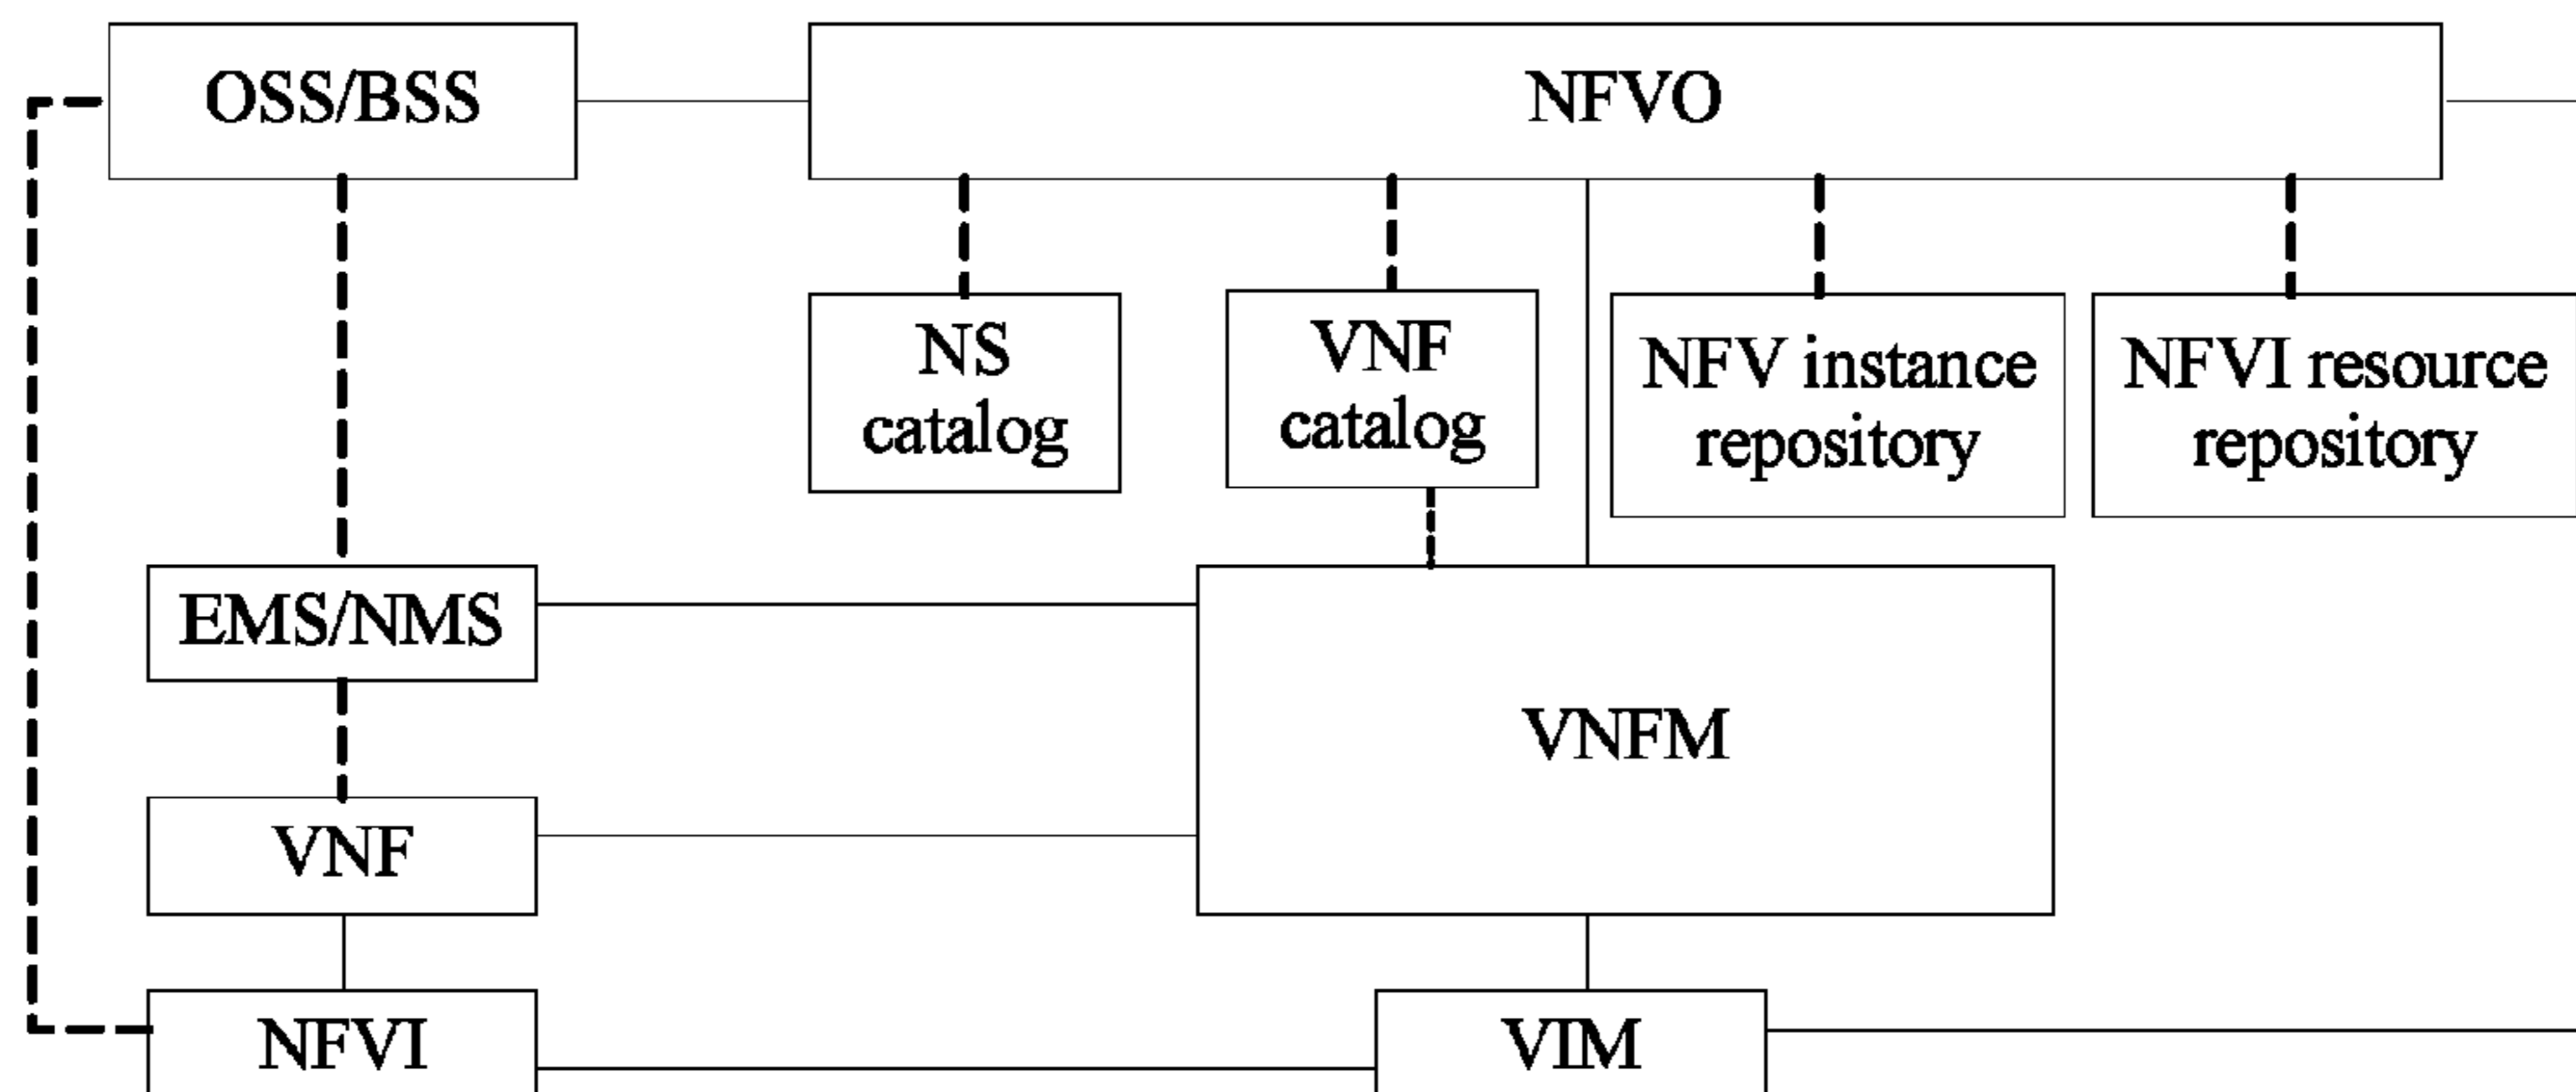 OSS/BSS
NFVO
NS
catalog
VNF
catalog
NFV instance
repository
NFVI resource
repository
EMS/NMS
VNFM
VNF
NFVI
VIM